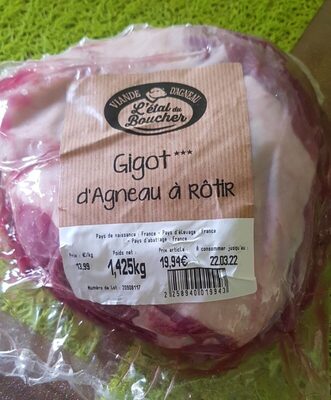 VIANDE D'AGNEAU
L'étal du
Boucher
Gigot ***
d'Agneau à RôtiR
Pays de naissance : France - Pays d'élevage : France
- Pays d'abattage : France
Prix : €/kg Poids net Prix article À consommer jusqu'au :
13,99 1,425kg 19,94€ 22.03.22
Numéro de lot : 20908117